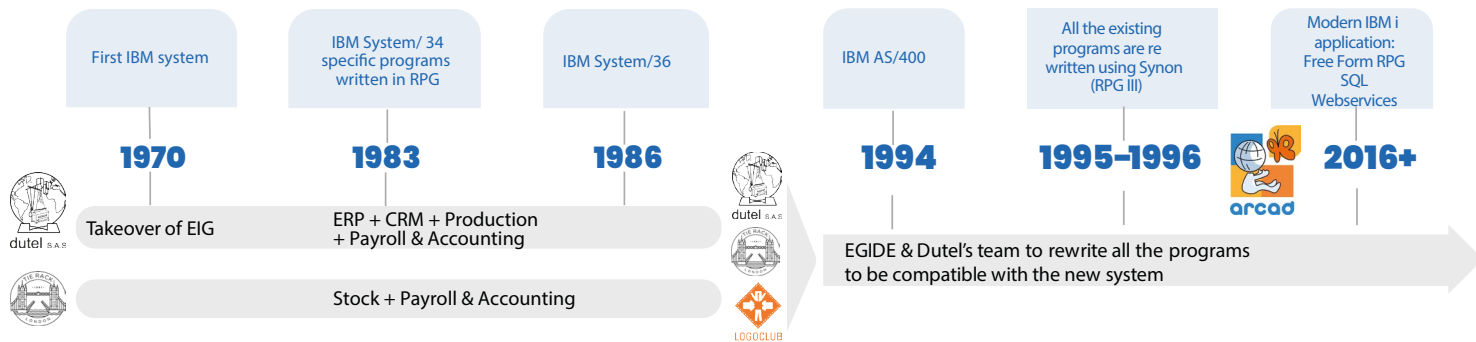 First IBM system
IBM System/ 34
specific programs
written in RPG
IBM System/36
IBM AS/400
All the existing
programs are re
written using Synon
(RPG III)
Modern IBM i
application:
Free Form RPG
SQL
Webservices
1970
1983
1986
1994
1995–1996
2016+
arcad
dutel S.A.S
Takeover of EIG
ERP + CRM + Production
+ Payroll & Accounting
dutel S.A.S
EGIDE & Dutel’s team to rewrite all the programs
to be compatible with the new system
TIE RACK
LONDON
Stock + Payroll & Accounting
TIE RACK
LONDON
LOGOCLUB